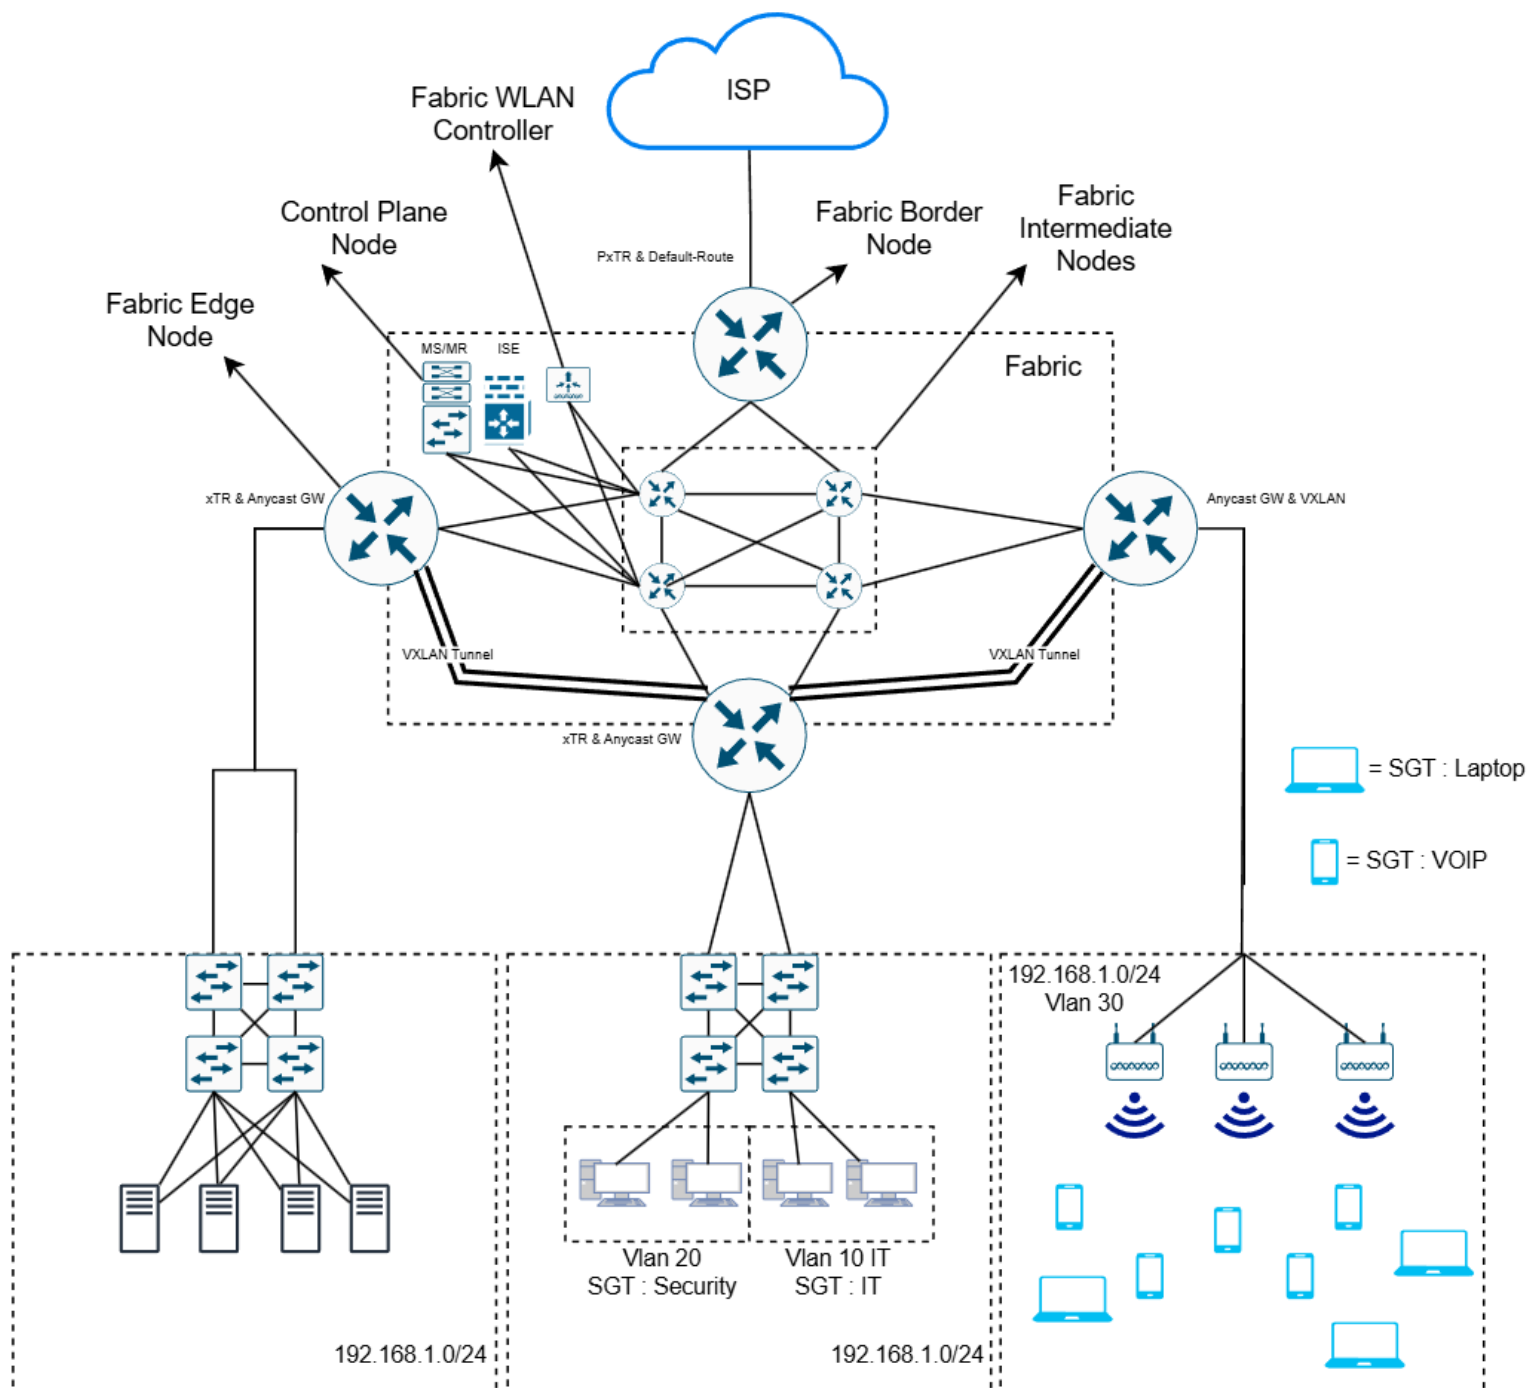 ISP
Fabric WLAN
Controller
Control Plane
Node
Fabric Border
Node
Fabric
Intermediate
Nodes
PxTR & Default-Route
Fabric Edge
Node
MS/MR
ISE
Fabric
xTR & Anycast GW
Anycast GW & VXLAN
VXLAN Tunnel
VXLAN Tunnel
xTR & Anycast GW
= SGT : Laptop
= SGT : VOIP
192.168.1.0/24
Vlan 30
Vlan 20
SGT : Security
Vlan 10 IT
SGT : IT
192.168.1.0/24
192.168.1.0/24